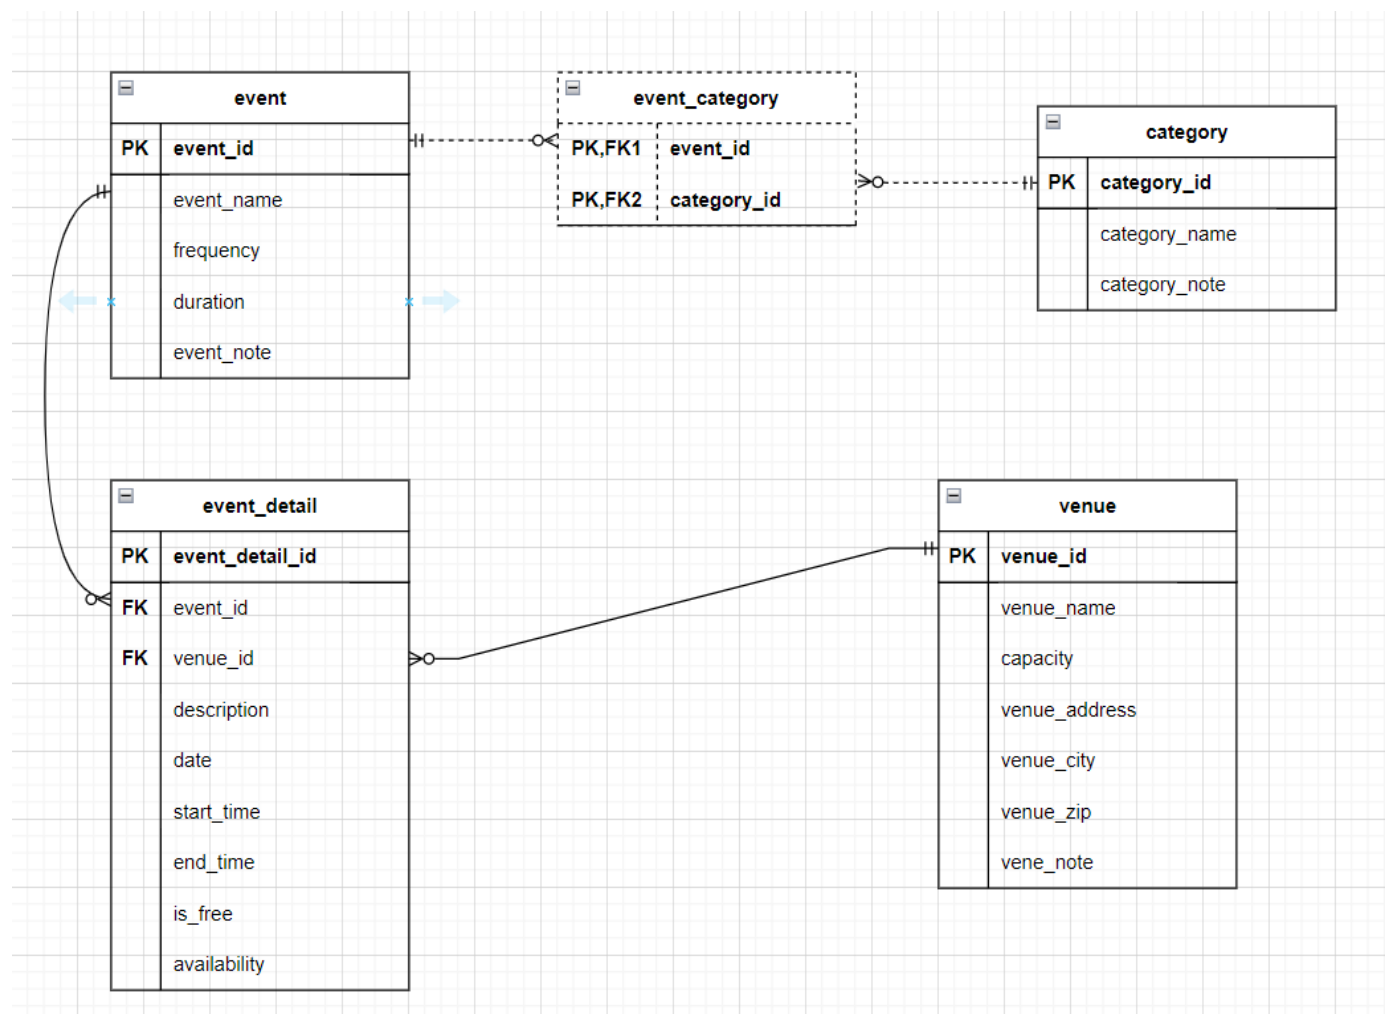 event
PK event_id
event_name
frequency
duration
event_note
event_category
PK,FK1 event_id
PK,FK2 category_id
category
PK category_id
category_name
category_note
event_detail
PK event_detail_id
FK event_id
FK venue_id
description
date
start_time
end_time
is_free
availability
venue
PK venue_id
venue_name
capacity
venue_address
venue_city
venue_zip
vene_note